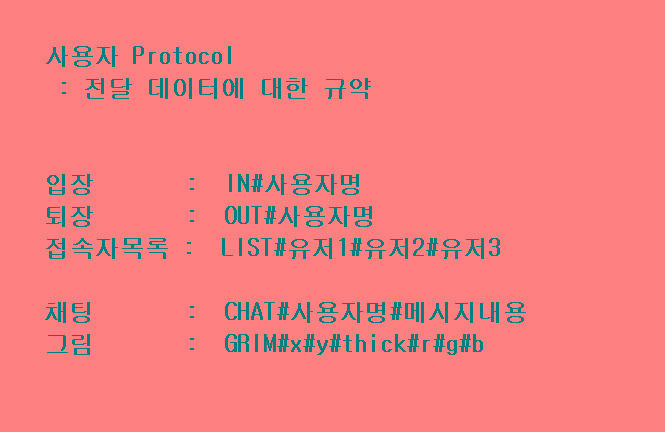 사용자 Protocol
: 전달 데이터에 대한 규약
입장 : IN#사용자명
퇴장 : OUT#사용자명
접속자목록 : LIST#유저1#유저2#유저3
채팅 : CHAT#사용자명#메시지내용
그림 : GRIM#x#y#thick#r#g#b